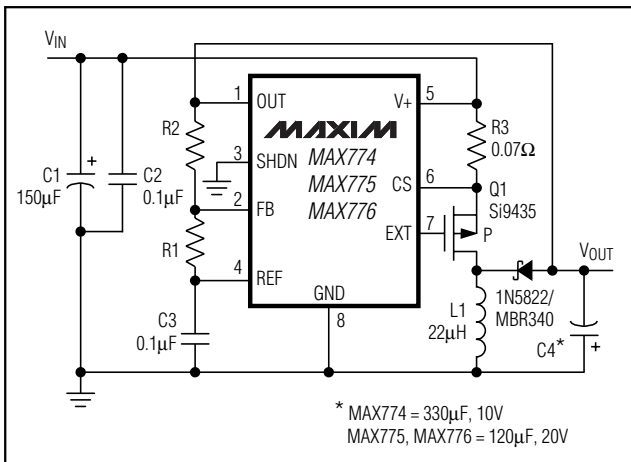 V_IN
1 OUT V+ 5
R2
MAXIM
R3
0.07Ω
3 SHDN MAX774
C1
150µF
+
C2
0.1µF
MAX775
CS 6
Q1
Si9435
2 FB MAX776
EXT 7
P
V_OUT
R1
4 REF
GND
8
1N5822/
MBR340
L1
22µH
C3
0.1µF
C4*
+
* MAX774 = 330µF, 10V
MAX775, MAX776 = 120µF, 20V